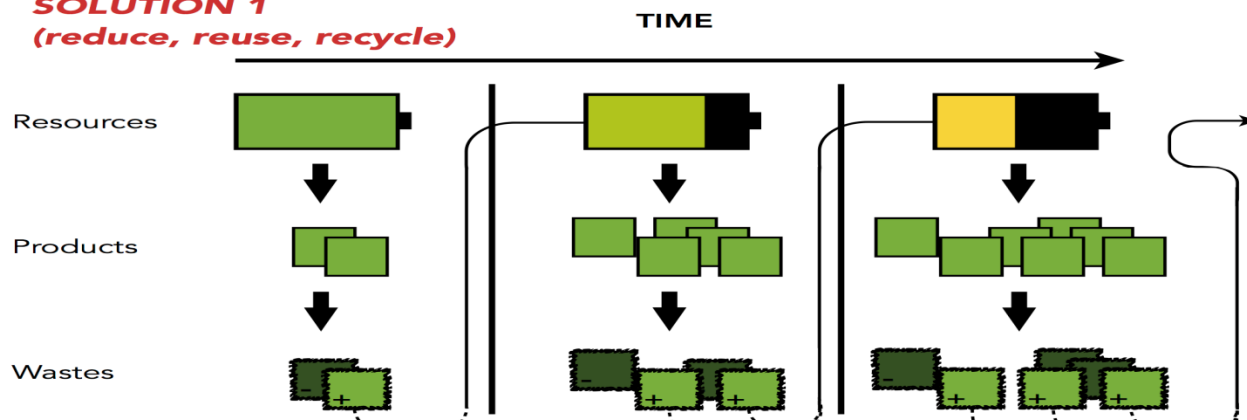 SOLUTION 1
(reduce, reuse, recycle)
TIME
Resources
Products
Wastes
- + - + + - + + +